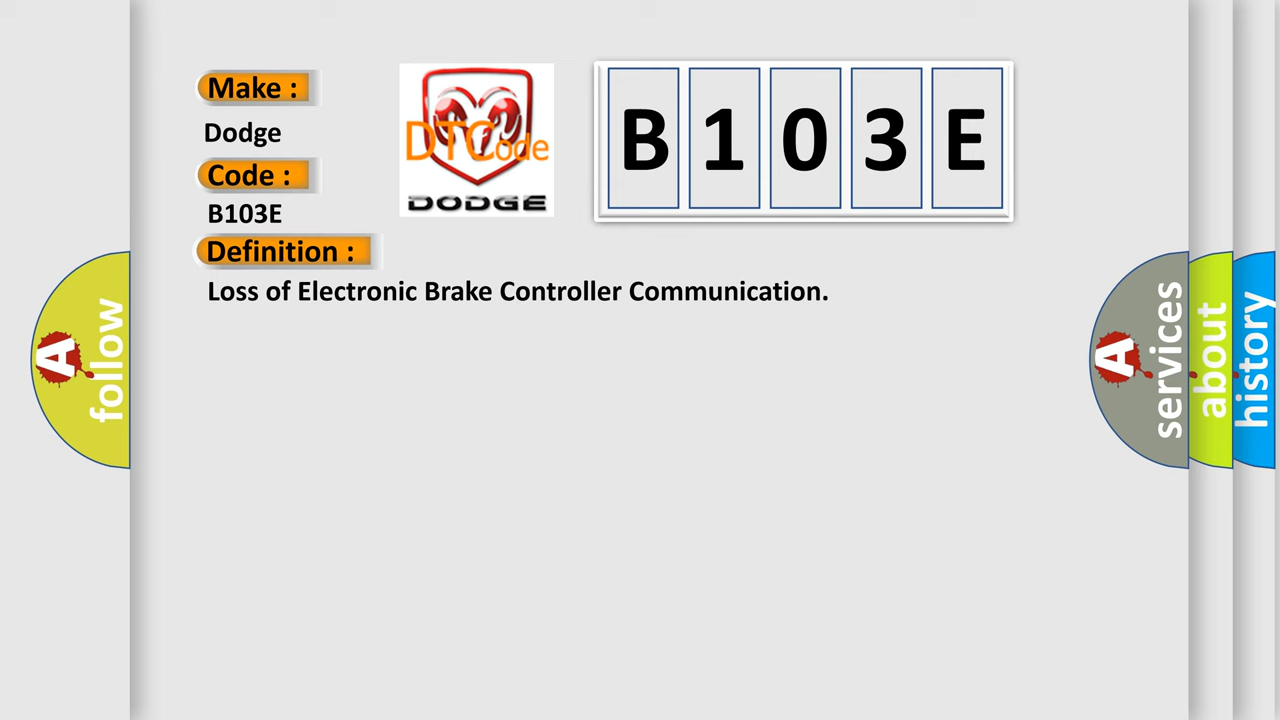 Make :
Dodge
Code :
B103E
Definition :
Loss of Electronic Brake Controller Communication.
DTCode
DODGE
B 1 0 3 E
A follow
A services
about
history